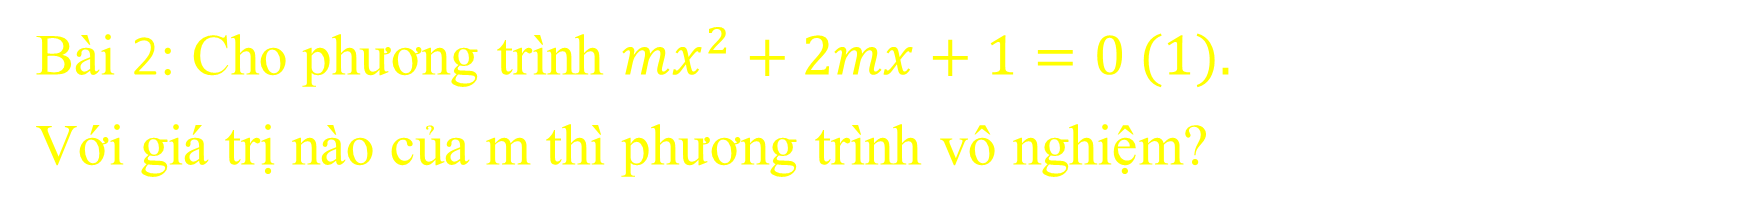 Bài 2: Cho phương trình 𝑚𝑥² + 2𝑚𝑥 + 1 = 0 (1).
Với giá trị nào của m thì phương trình vô nghiệm?